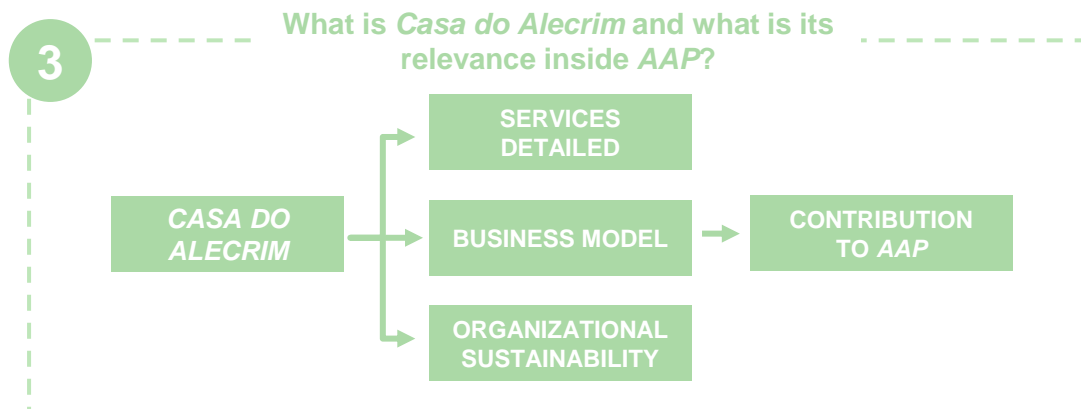 3
What is Casa do Alecrim and what is its
relevance inside AAP?
SERVICES
DETAILED
CASA DO
ALECRIM
BUSINESS MODEL
CONTRIBUTION
TO AAP
ORGANIZATIONAL
SUSTAINABILITY